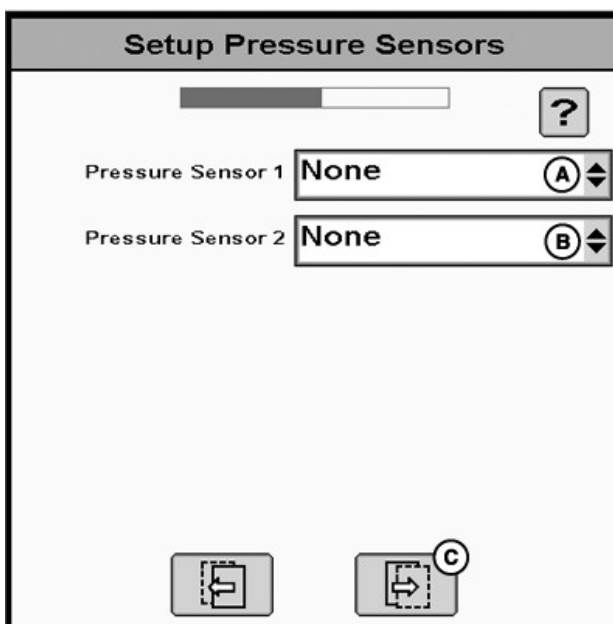 Setup Pressure Sensors
?
Pressure Sensor 1 None A
Pressure Sensor 2 None B
C